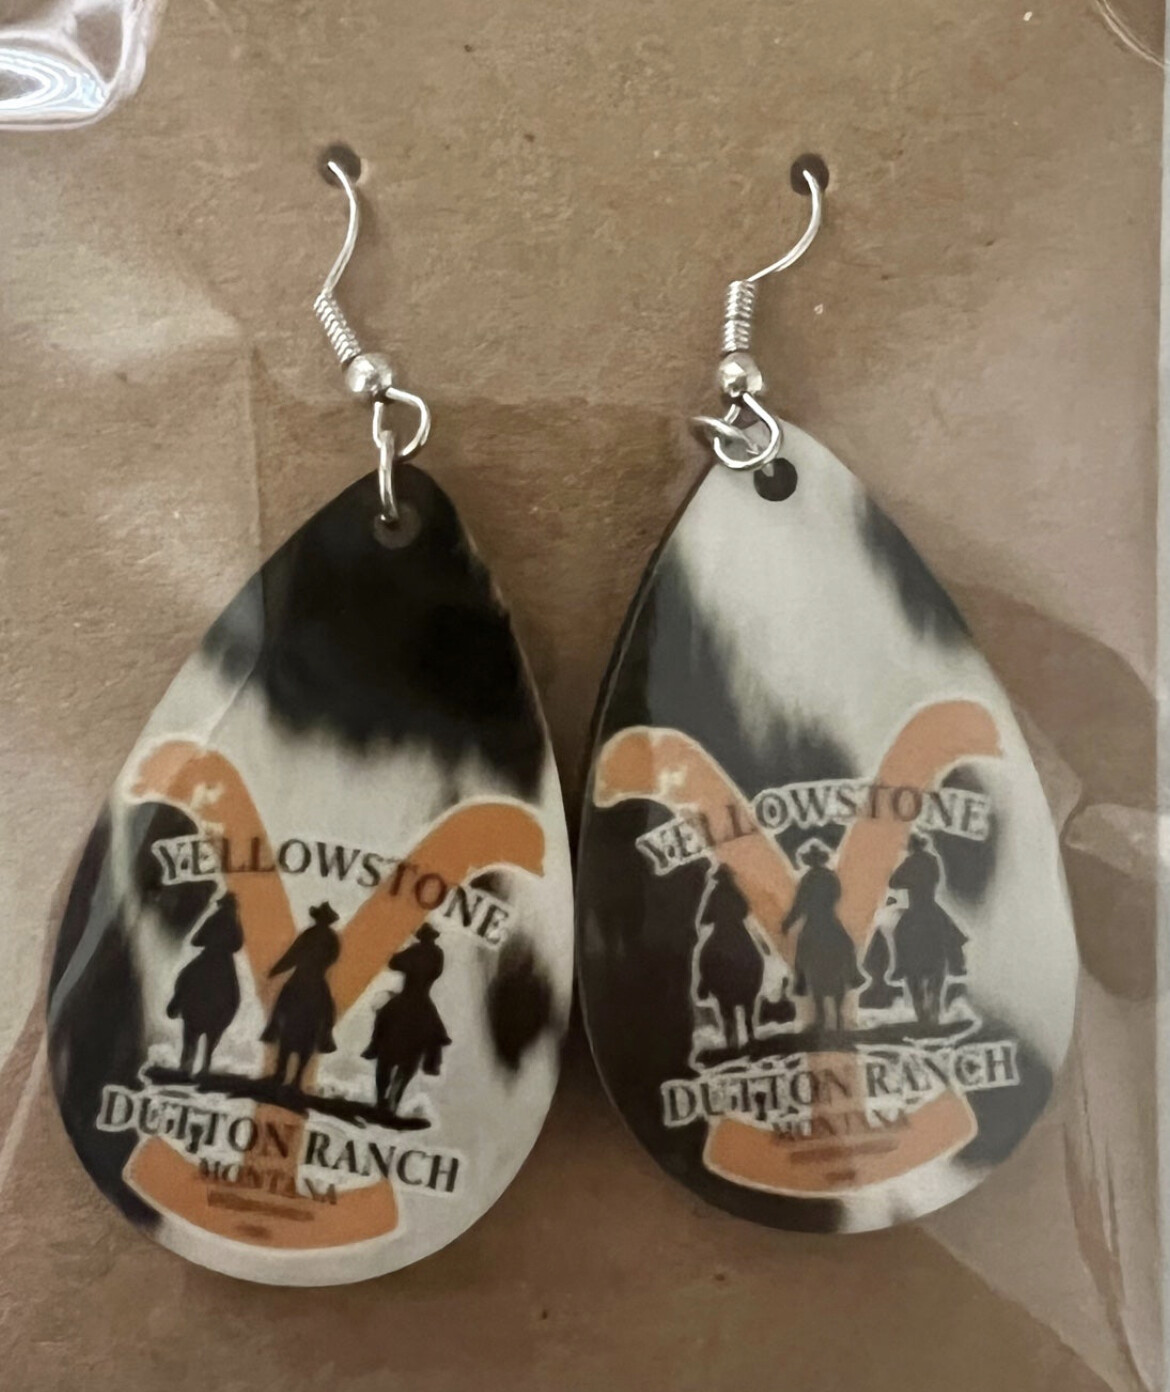 YELLOWSTONE
DUTTON RANCH
MONTANA
YELLOWSTONE
DUTTON RANCH
MONTANA